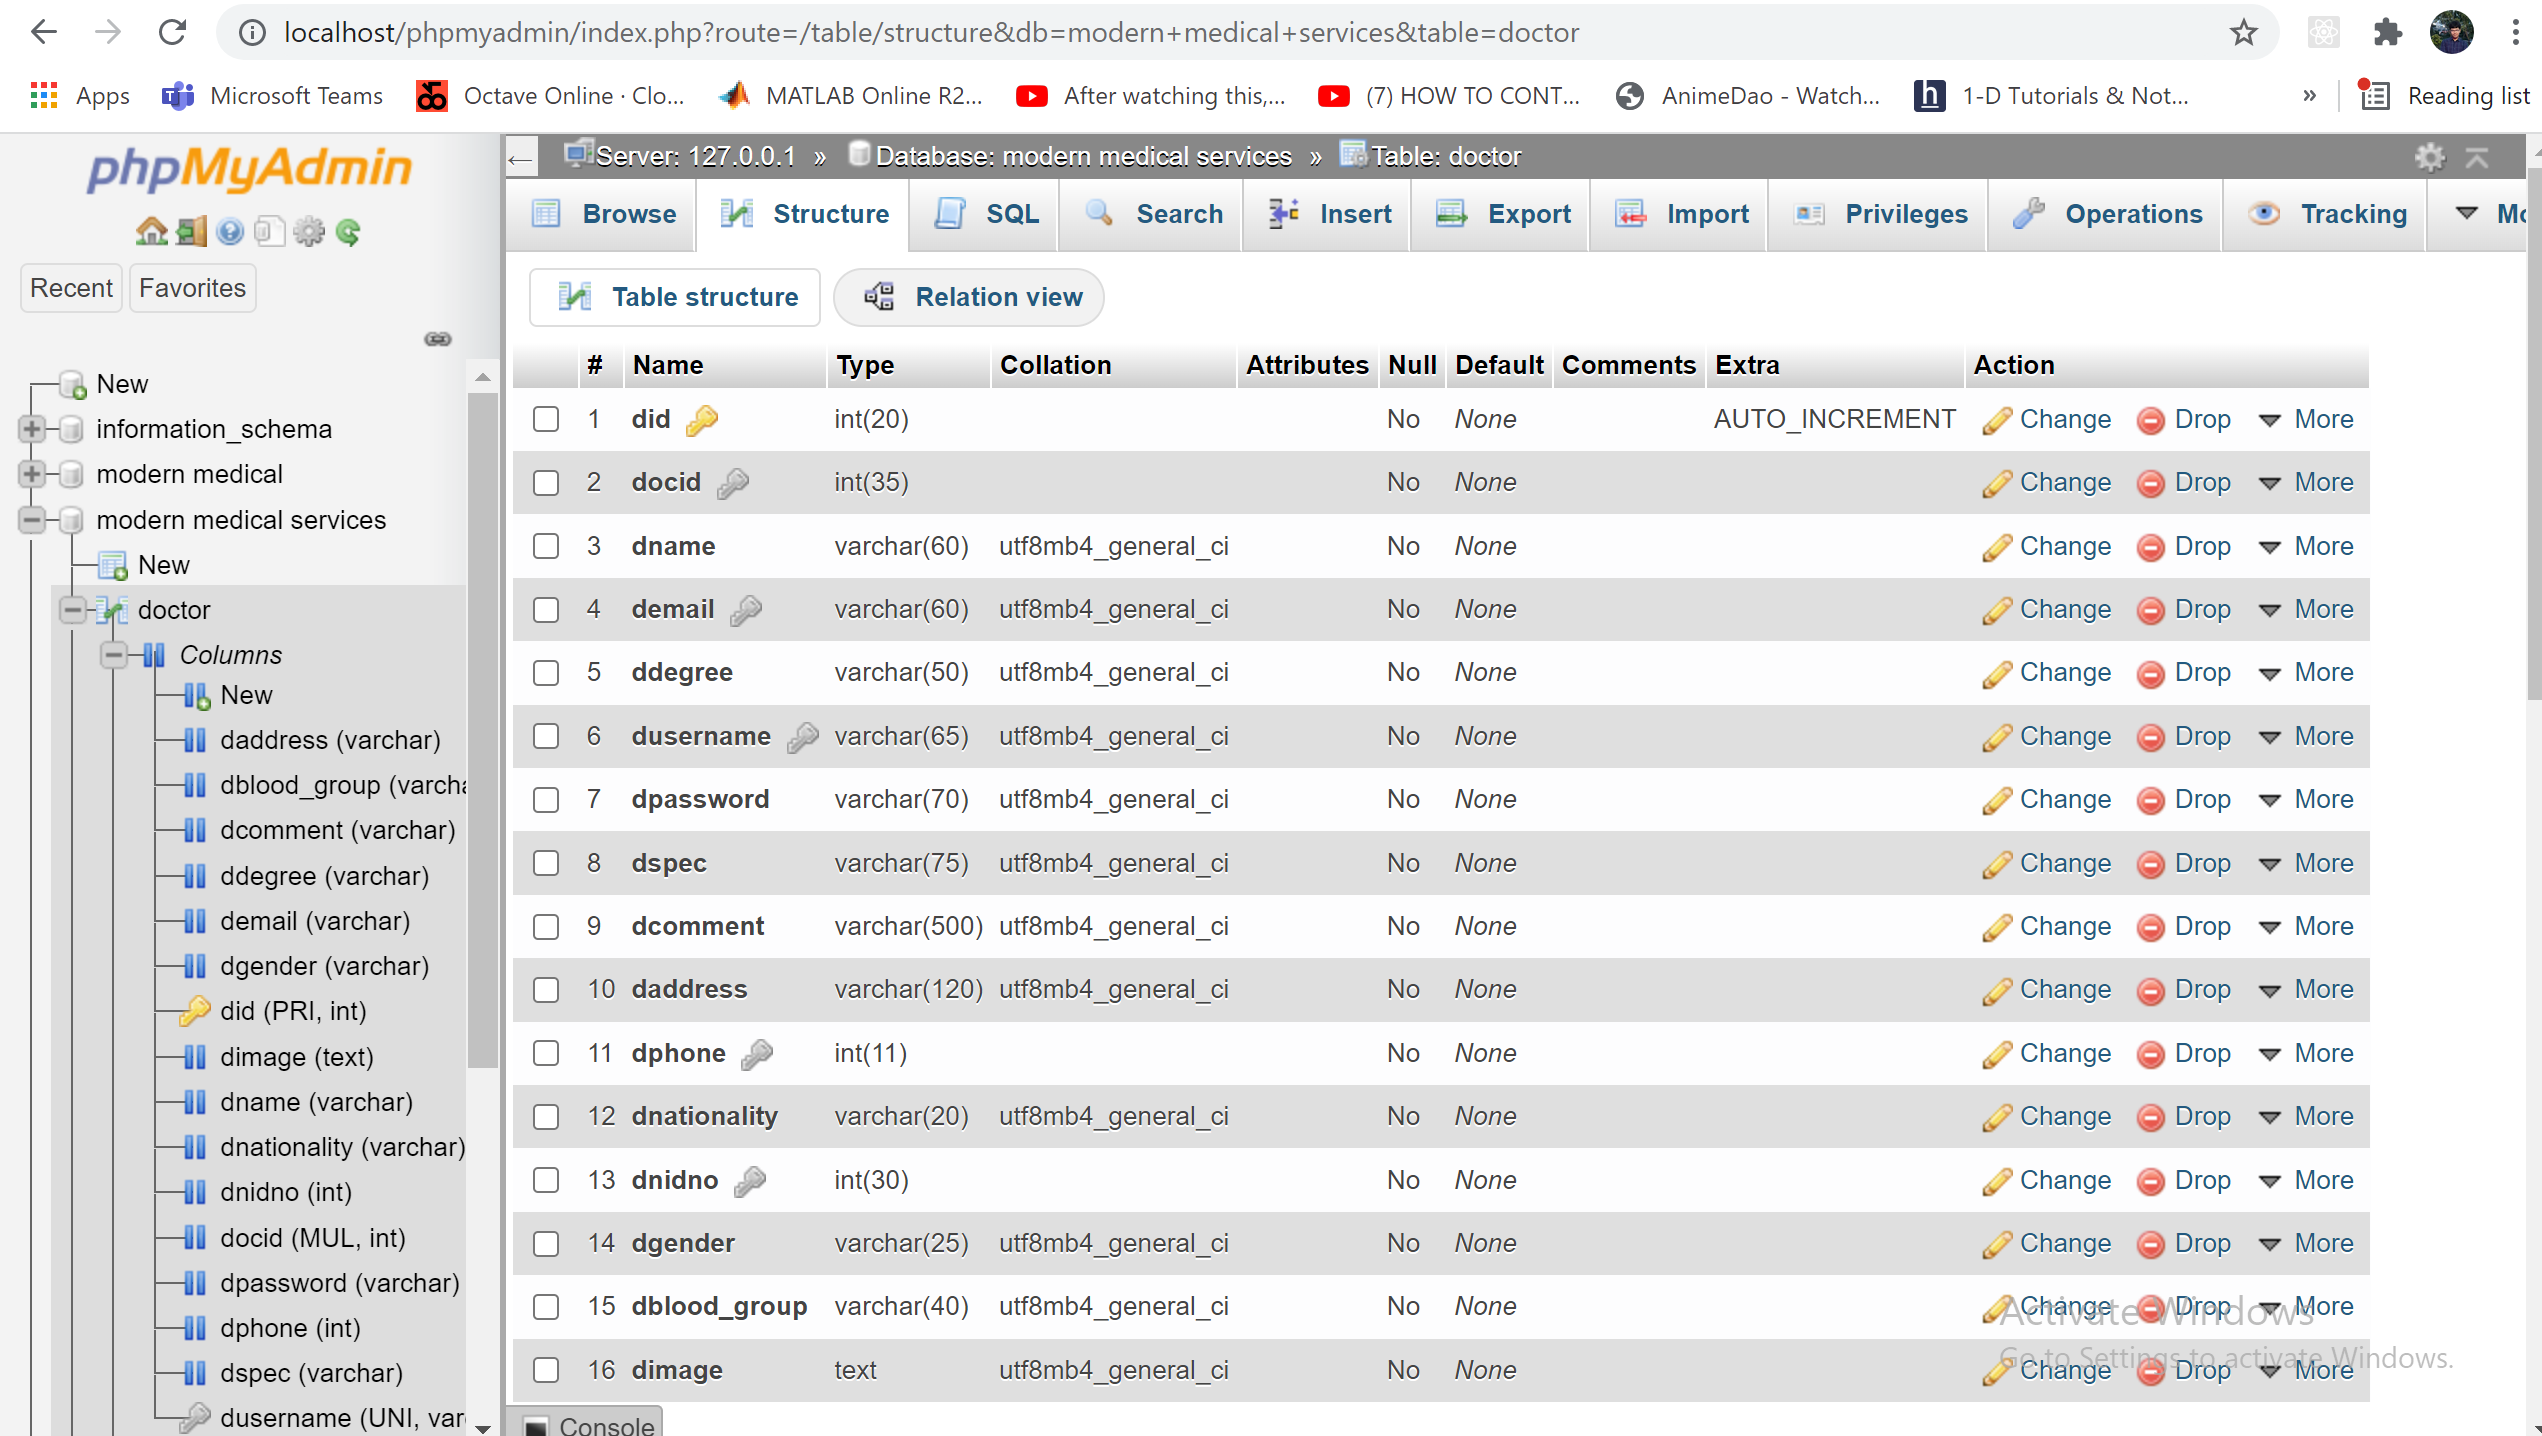 localhost/phpmyadmin/index.php?route=/table/structure&db=modern+medical+services&table=doctor
Apps Microsoft Teams Octave Online · Clo... MATLAB Online R2... After watching this,... (7) HOW TO CONT... AnimeDao - Watch... 1-D Tutorials & Not... » Reading list
phpMyAdmin
Recent Favorites
New
information_schema
modern medical
modern medical services
New
doctor
Columns
New
daddress (varchar)
dblood_group (varcha
dcomment (varchar)
ddegree (varchar)
demail (varchar)
dgender (varchar)
did (PRI, int)
dimage (text)
dname (varchar)
dnationality (varchar)
dnidno (int)
docid (MUL, int)
dpassword (varchar)
dphone (int)
dspec (varchar)
dusername (UNI, var
Server: 127.0.0.1 » Database: modern medical services » Table: doctor
Browse Structure SQL Search Insert Export Import Privileges Operations Tracking Mo
Table structure Relation view
# Name Type Collation Attributes Null Default Comments Extra Action
1 did int(20) No None AUTO_INCREMENT Change Drop More
2 docid int(35) No None Change Drop More
3 dname varchar(60) utf8mb4_general_ci No None Change Drop More
4 demail varchar(60) utf8mb4_general_ci No None Change Drop More
5 ddegree varchar(50) utf8mb4_general_ci No None Change Drop More
6 dusername varchar(65) utf8mb4_general_ci No None Change Drop More
7 dpassword varchar(70) utf8mb4_general_ci No None Change Drop More
8 dspec varchar(75) utf8mb4_general_ci No None Change Drop More
9 dcomment varchar(500) utf8mb4_general_ci No None Change Drop More
10 daddress varchar(120) utf8mb4_general_ci No None Change Drop More
11 dphone int(11) No None Change Drop More
12 dnationality varchar(20) utf8mb4_general_ci No None Change Drop More
13 dnidno int(30) No None Change Drop More
14 dgender varchar(25) utf8mb4_general_ci No None Change Drop More
15 dblood_group varchar(40) utf8mb4_general_ci No None Change Drop More
16 dimage text utf8mb4_general_ci No None Change Drop More
Activate Windows
Go to Settings to activate Windows.
Console